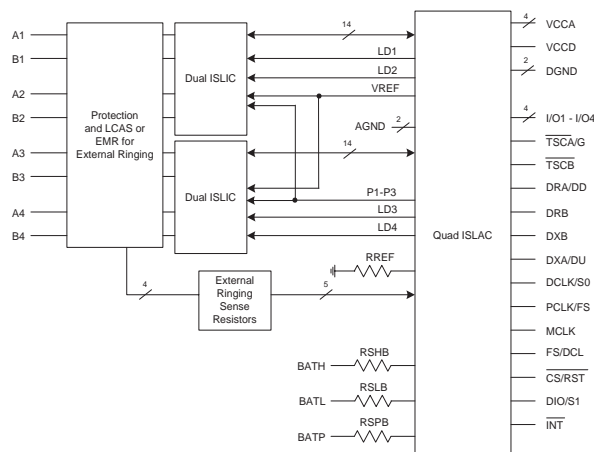 A1
B1
A2
B2
A3
B3
A4
B4
Protection
and LCAS or
EMR for
External Ringing
Dual ISLIC
Dual ISLIC
14
LD1
LD2
VREF
AGND
2
14
P1-P3
LD3
LD4
RREF
4
External
Ringing
Sense
Resistors
5
BATH
RSHB
BATL
RSLB
BATP
RSPB
Quad ISLAC
4
VCCA
VCCD
2
DGND
4
I/O1 - I/O4
TSCA/G
TSCB
DRA/DD
DRB
DXB
DXA/DU
DCLK/S0
PCLK/FS
MCLK
FS/DCL
CS/RST
DIO/S1
INT